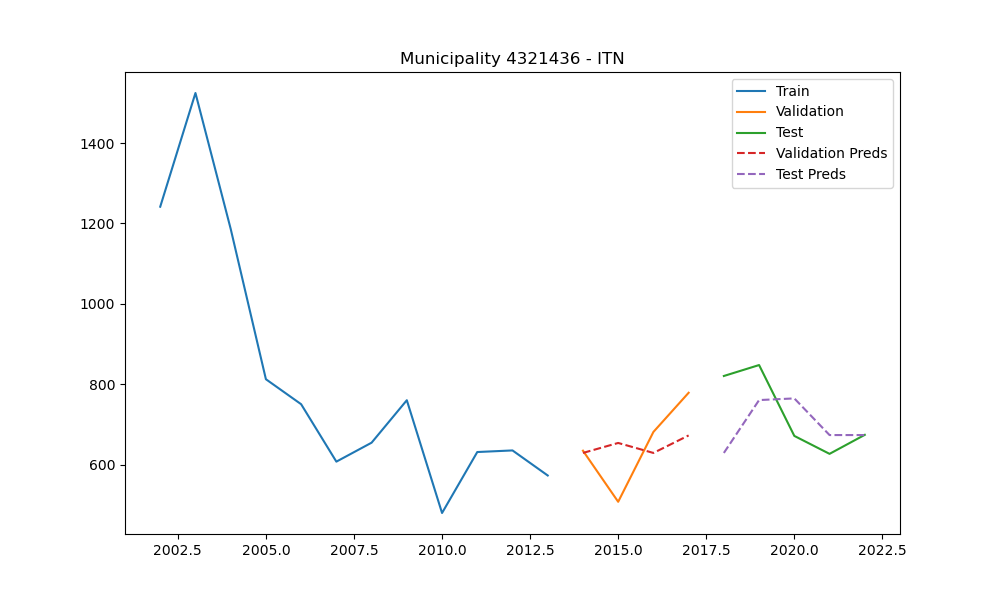 Municipality 4321436 - ITN
Train
Validation
Test
Validation Preds
Test Preds
1400
1200
1000
800
600
2002.5 2005.0 2007.5 2010.0 2012.5 2015.0 2017.5 2020.0 2022.5